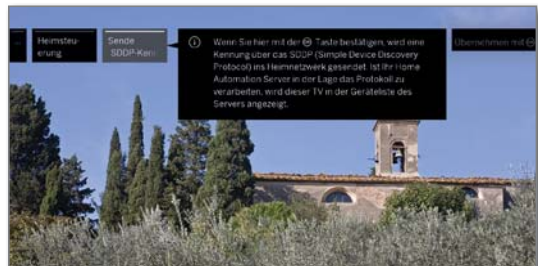 Heimsteu-
erung
Sende
SDDP-Ken
Wenn Sie hier mit der OK Taste bestätigen, wird eine
Kennung über das SDDP (Simple Device Discovery
Protocol) ins Heimnetzwerk gesendet. Ist Ihr Home
Automation Server in der Lage das Protokoll zu
verarbeiten, wird dieser TV in der Geräteliste des
Servers angezeigt.
Übernehmen mit